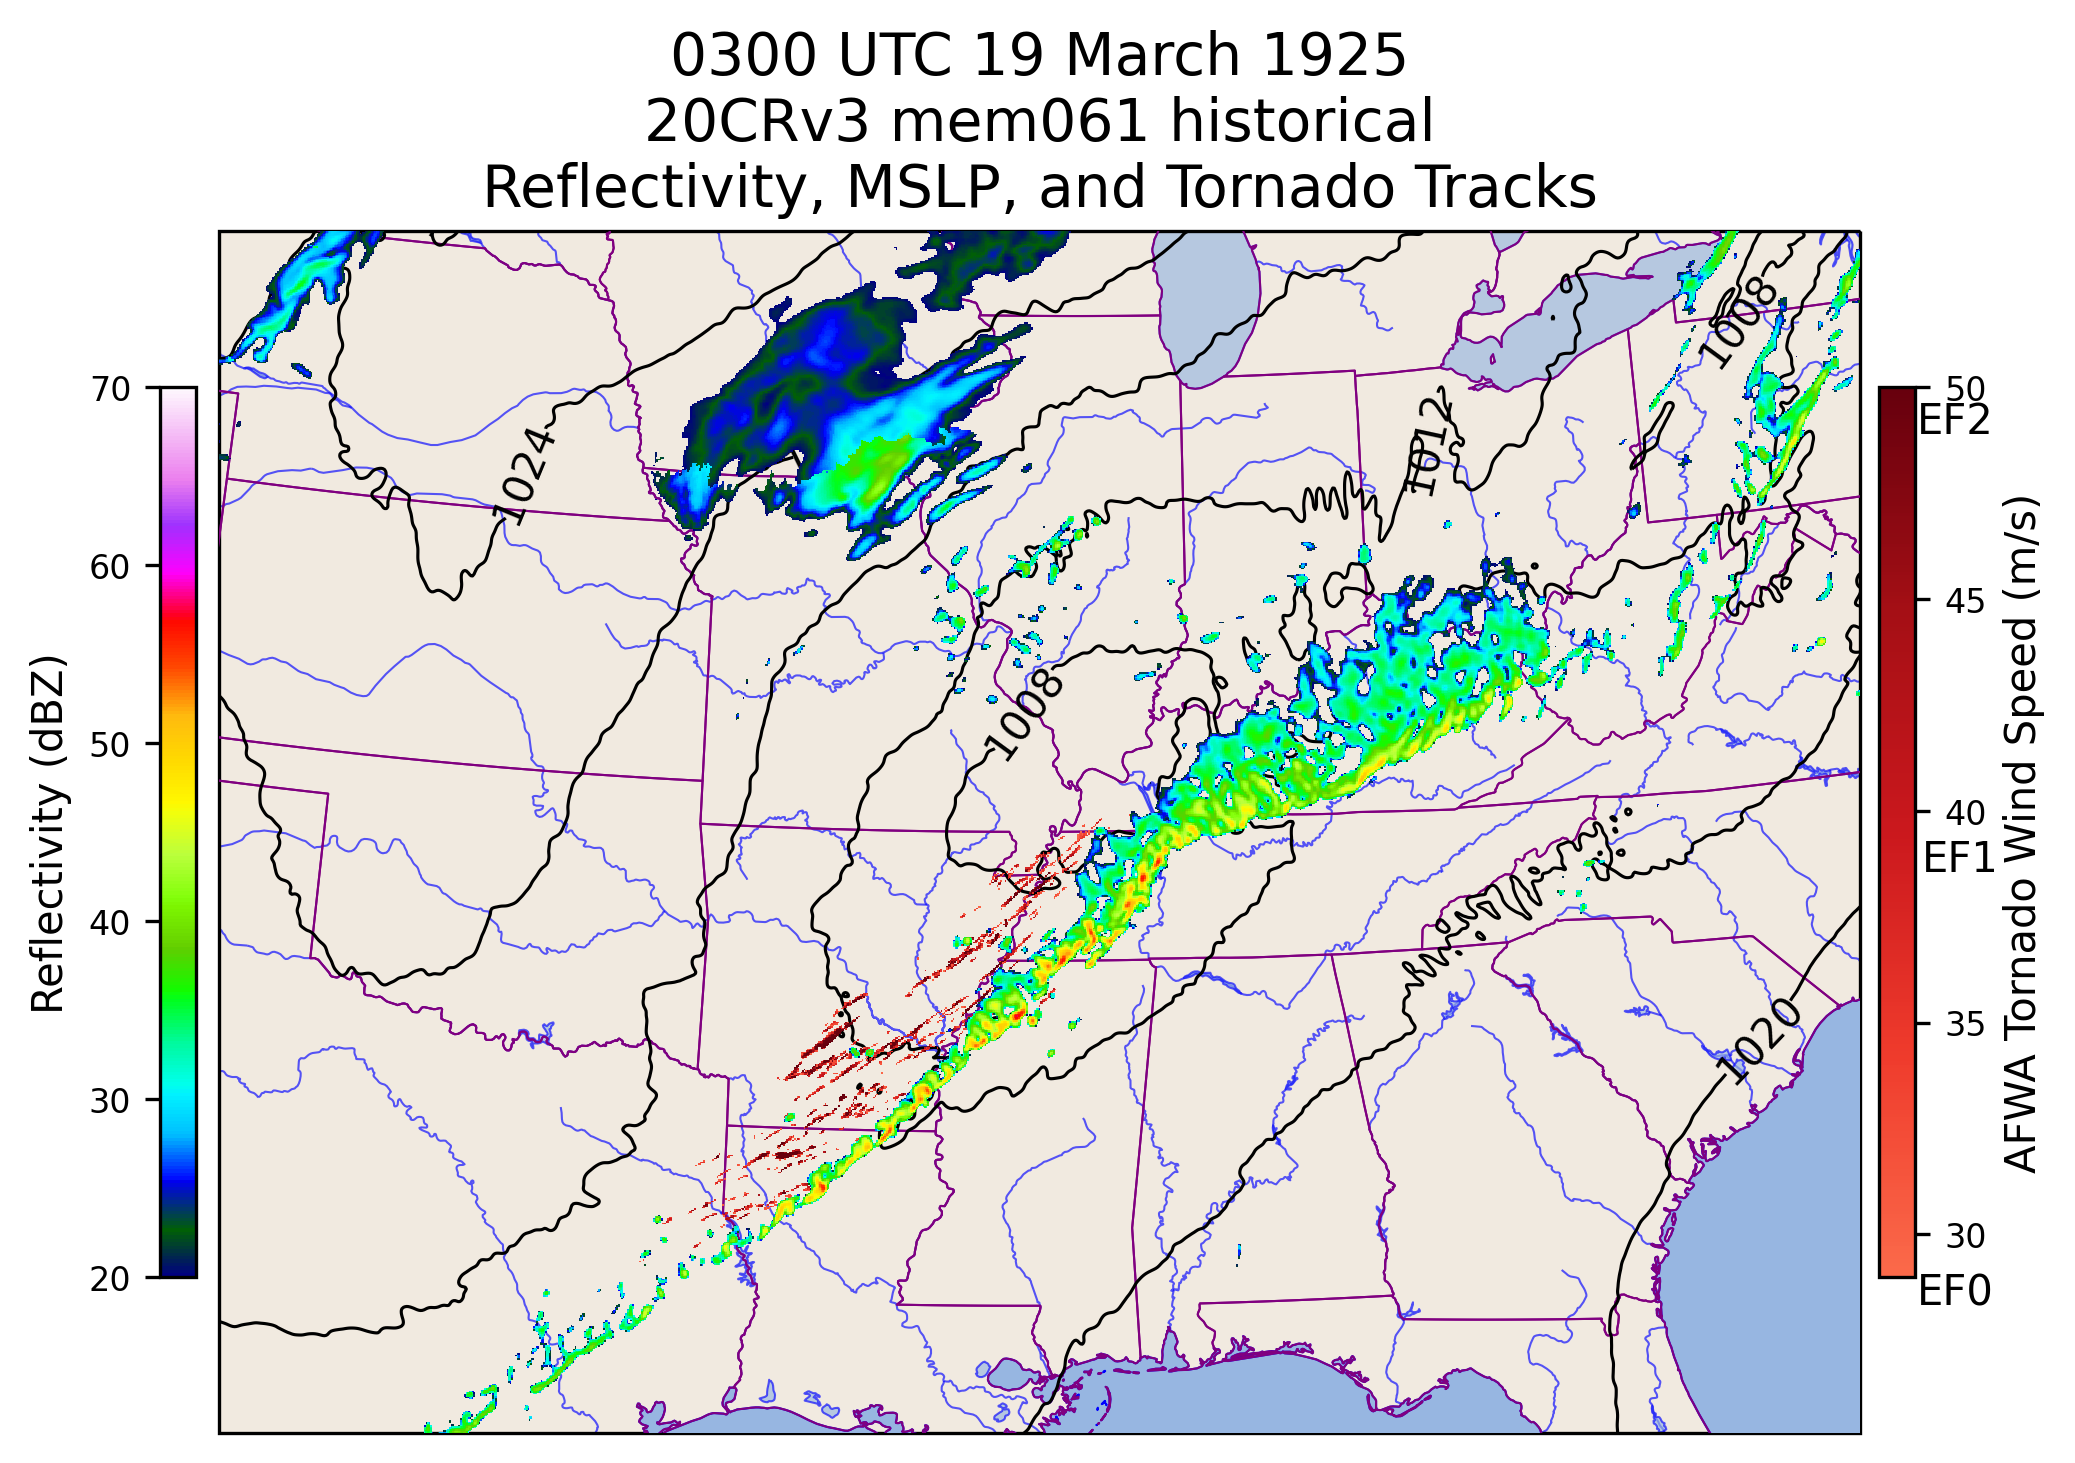 0300 UTC 19 March 1925
20CRv3 mem061 historical
Reflectivity, MSLP, and Tornado Tracks
Reflectivity (dBZ)
70
60
50
40
30
20
1024
1012
1008
1008
1020
50
EF2
45
40
EF1
35
30
EF0
AFWA Tornado Wind Speed (m/s)